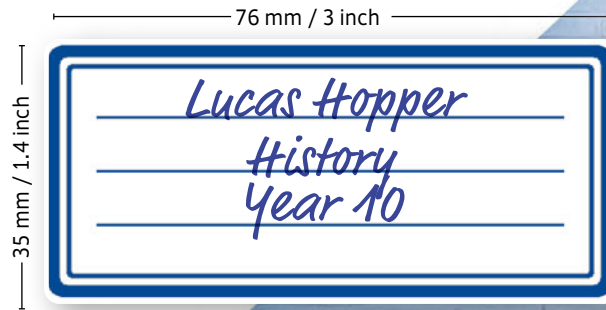 76 mm / 3 inch
35 mm / 1.4 inch
Lucas Hopper
History
Year 10